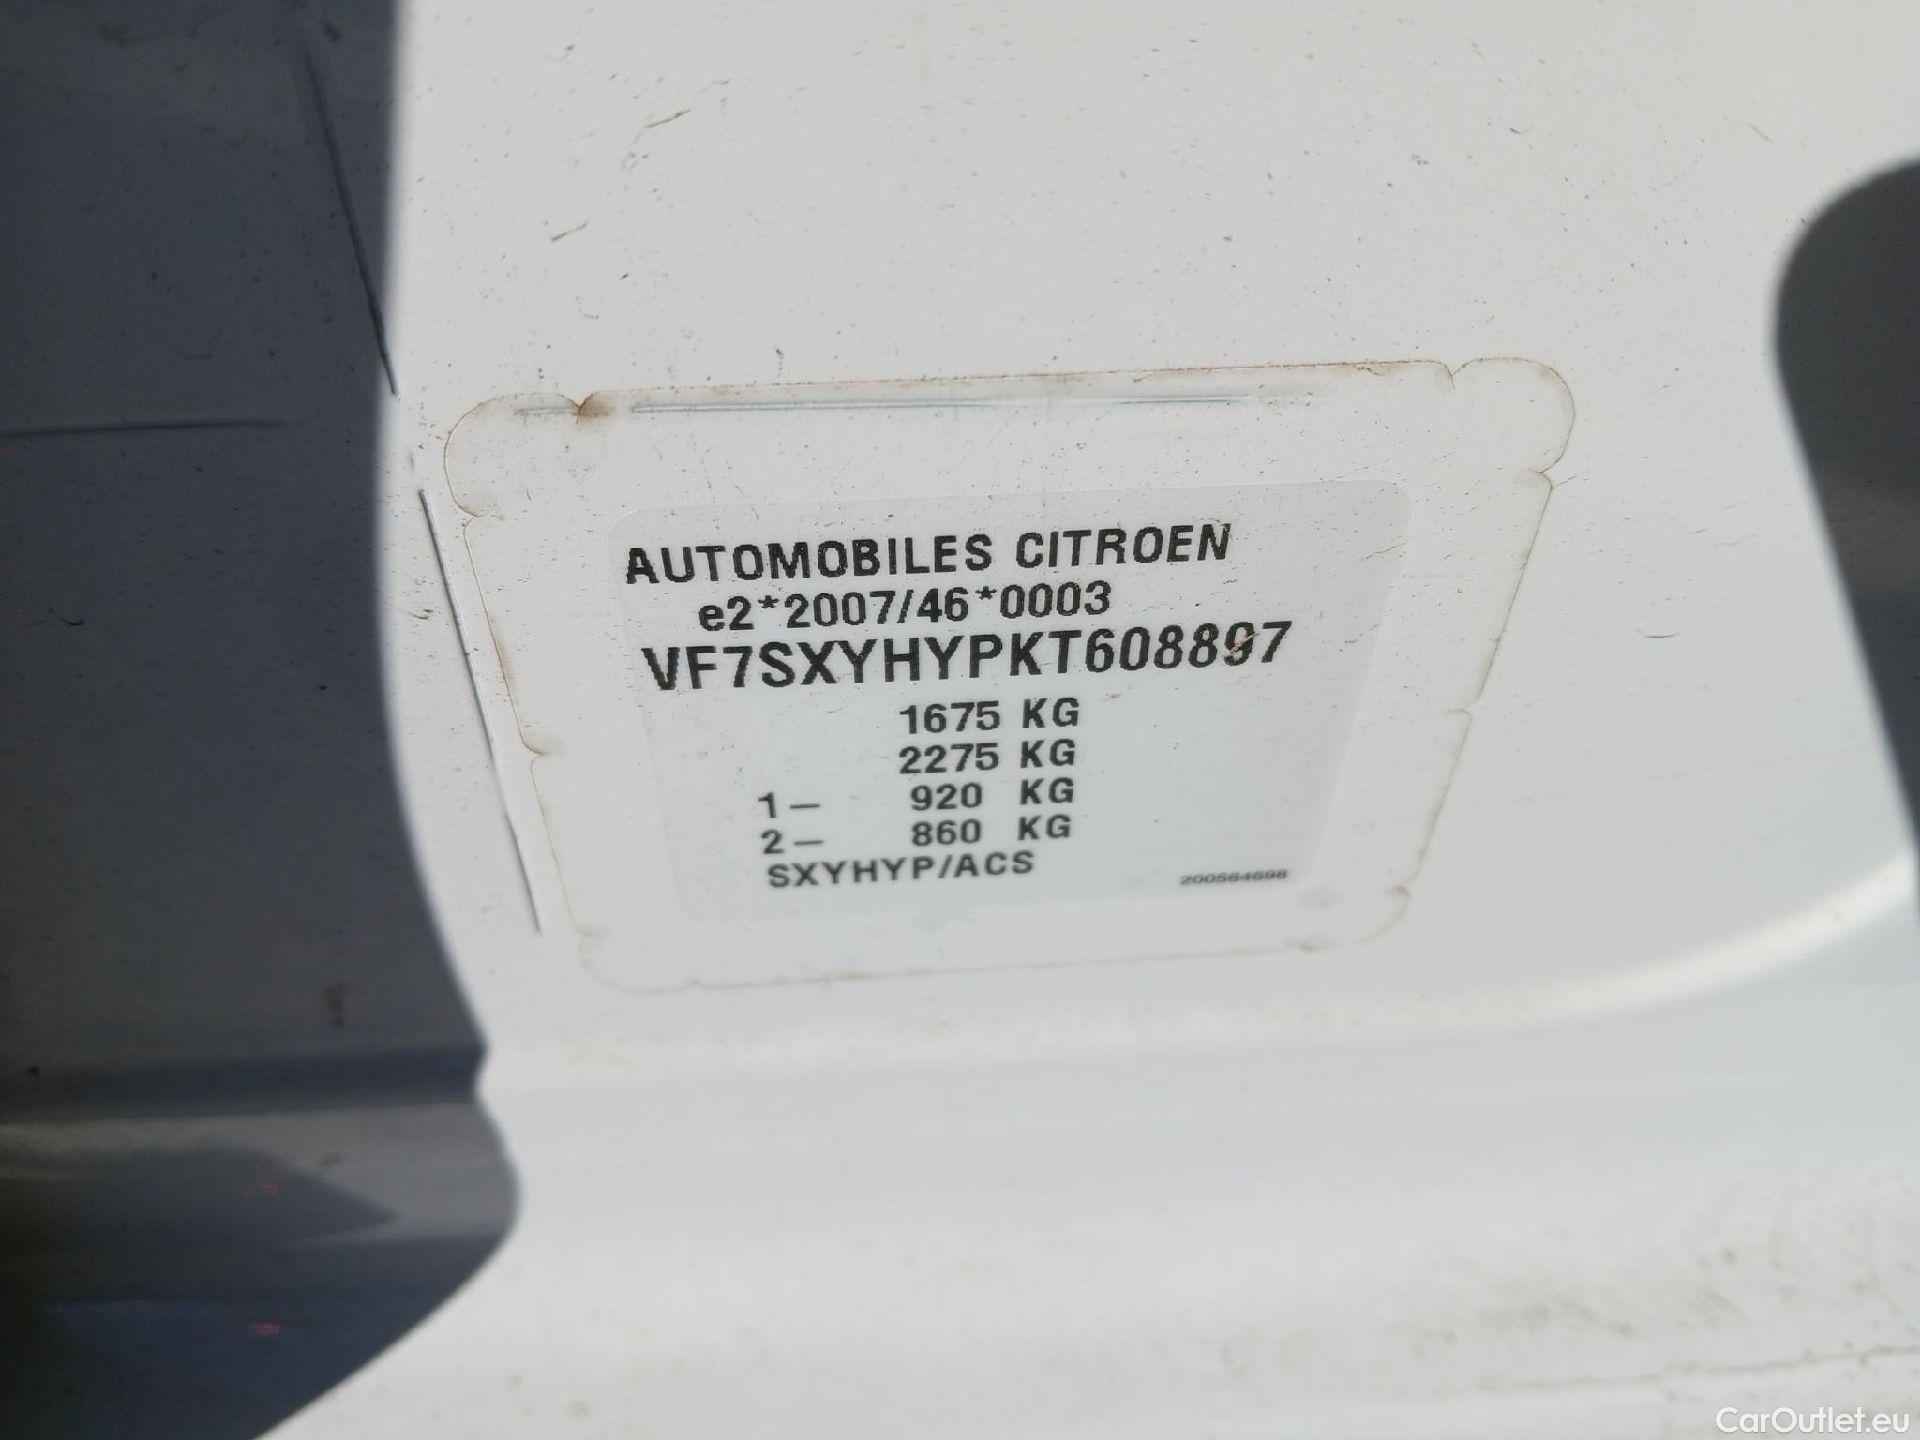 AUTOMOBILES CITROEN
e2*2007/46*0003
VF7SXYHYPKT608897
1675 KG
2275 KG
1– 920 KG
2– 860 KG
SXYHYP/ACS
200564698
CarOutlet.eu